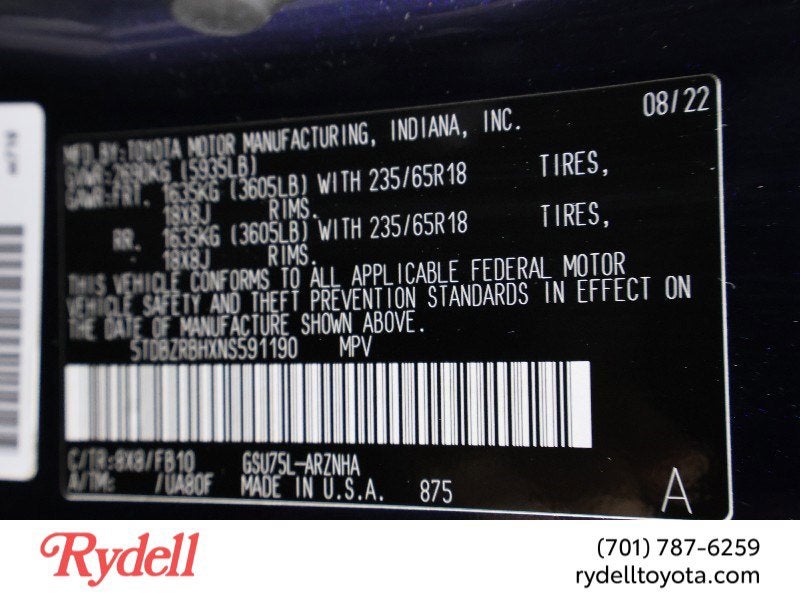 08/22
MFD.BY:TOYOTA MOTOR MANUFACTURING, INDIANA, INC.
GVWR:2690KG (5935LB)
GAWR:FRT. 1635KG (3605LB) WITH 235/65R18 TIRES,
18X8J RIMS.
RR. 1635KG (3605LB) WITH 235/65R18 TIRES,
18X8J RIMS.
THIS VEHICLE CONFORMS TO ALL APPLICABLE FEDERAL MOTOR
VEHICLE SAFETY AND THEFT PREVENTION STANDARDS IN EFFECT ON
THE DATE OF MANUFACTURE SHOWN ABOVE.
5TDBZRBHXNS591190 MPV
C/TR:8X8/FB10 GSU75L-ARZNHA
A/TM: /UA80F MADE IN U.S.A. 875
A
Rydell
(701) 787-6259
rydelltoyota.com